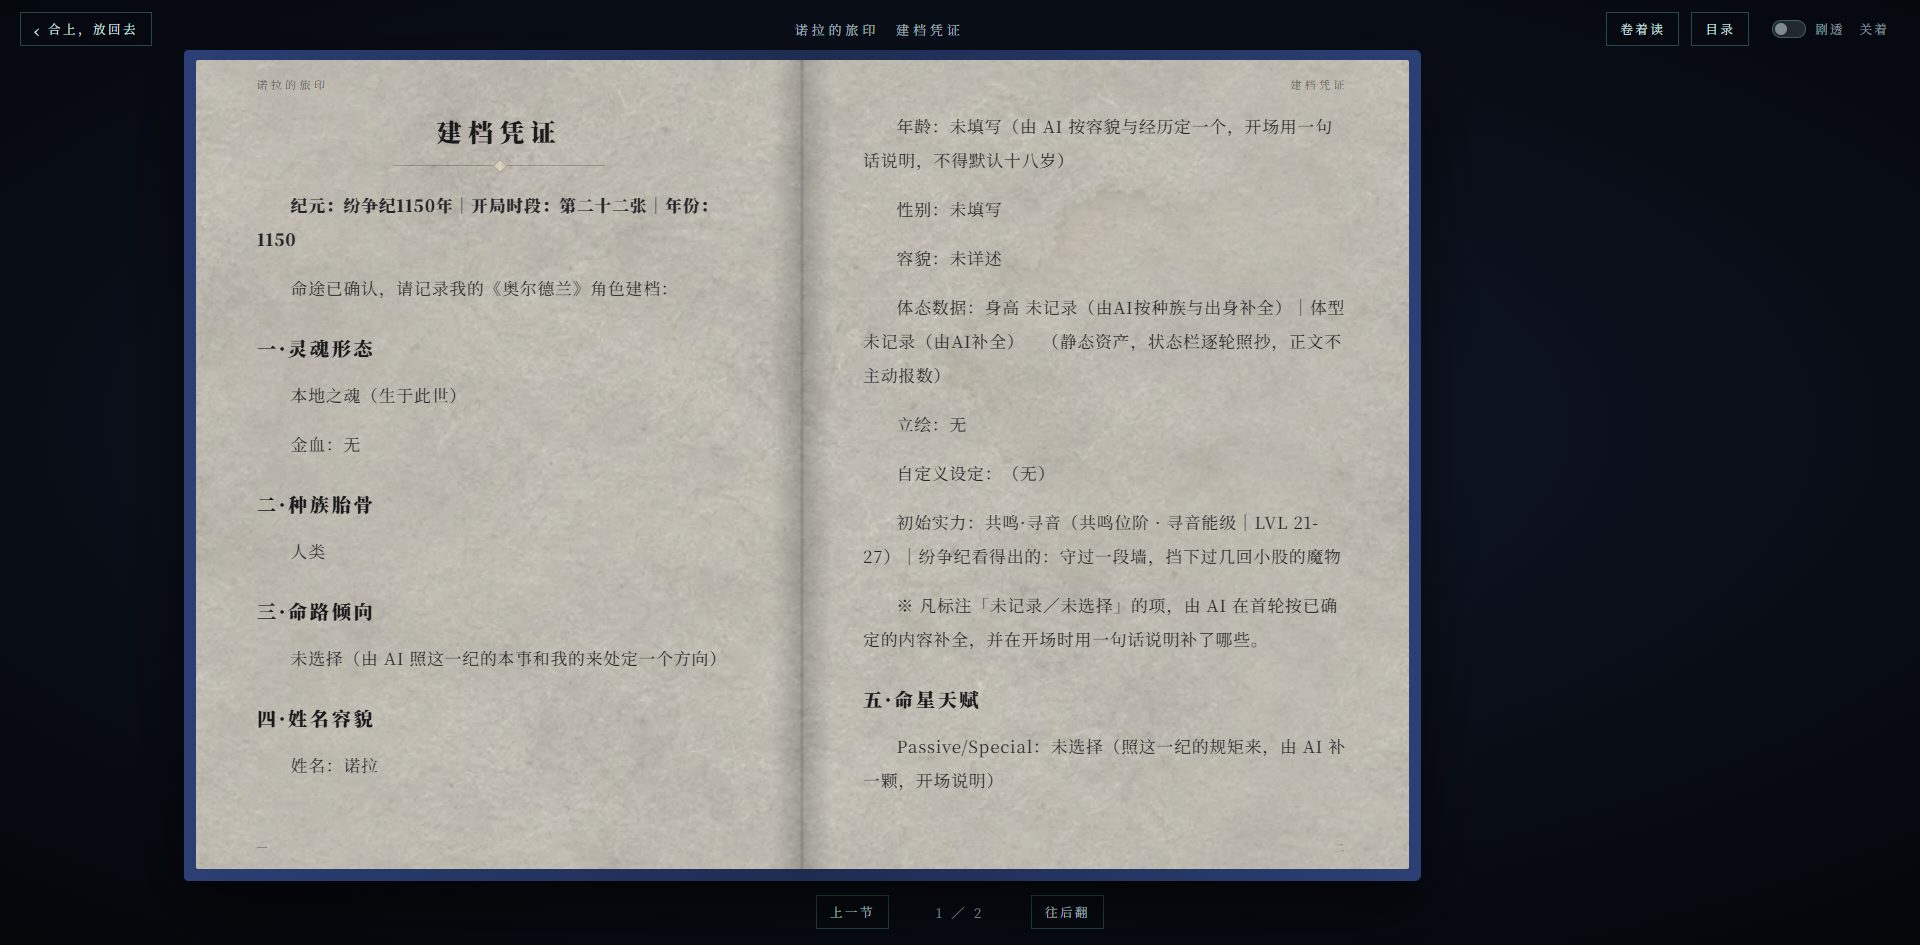 ‹ 合上，放回去
诺拉的旅印 建档凭证
卷着读
目录
剧透 关着
诺拉的旅印
建档凭证
纪元：纷争纪1150年｜开局时段：第二十二张｜年份：
1150
命途已确认，请记录我的《奥尔德兰》角色建档：
一·灵魂形态
本地之魂（生于此世）
金血：无
二·种族胎骨
人类
三·命路倾向
未选择（由 AI 照这一纪的本事和我的来处定一个方向）
四·姓名容貌
姓名：诺拉
一
建档凭证
年龄：未填写（由 AI 按容貌与经历定一个，开场用一句
话说明，不得默认十八岁）
性别：未填写
容貌：未详述
体态数据：身高 未记录（由AI按种族与出身补全）｜体型
未记录（由AI补全） （静态资产，状态栏逐轮照抄，正文不
主动报数）
立绘：无
自定义设定：（无）
初始实力：共鸣·寻音（共鸣位阶 · 寻音能级｜LVL 21-
27）｜纷争纪看得出的：守过一段墙，挡下过几回小股的魔物
※ 凡标注「未记录／未选择」的项，由 AI 在首轮按已确
定的内容补全，并在开场时用一句话说明补了哪些。
五·命星天赋
Passive/Special：未选择（照这一纪的规矩来，由 AI 补
一颗，开场说明）
二
上一节
1 ／ 2
往后翻